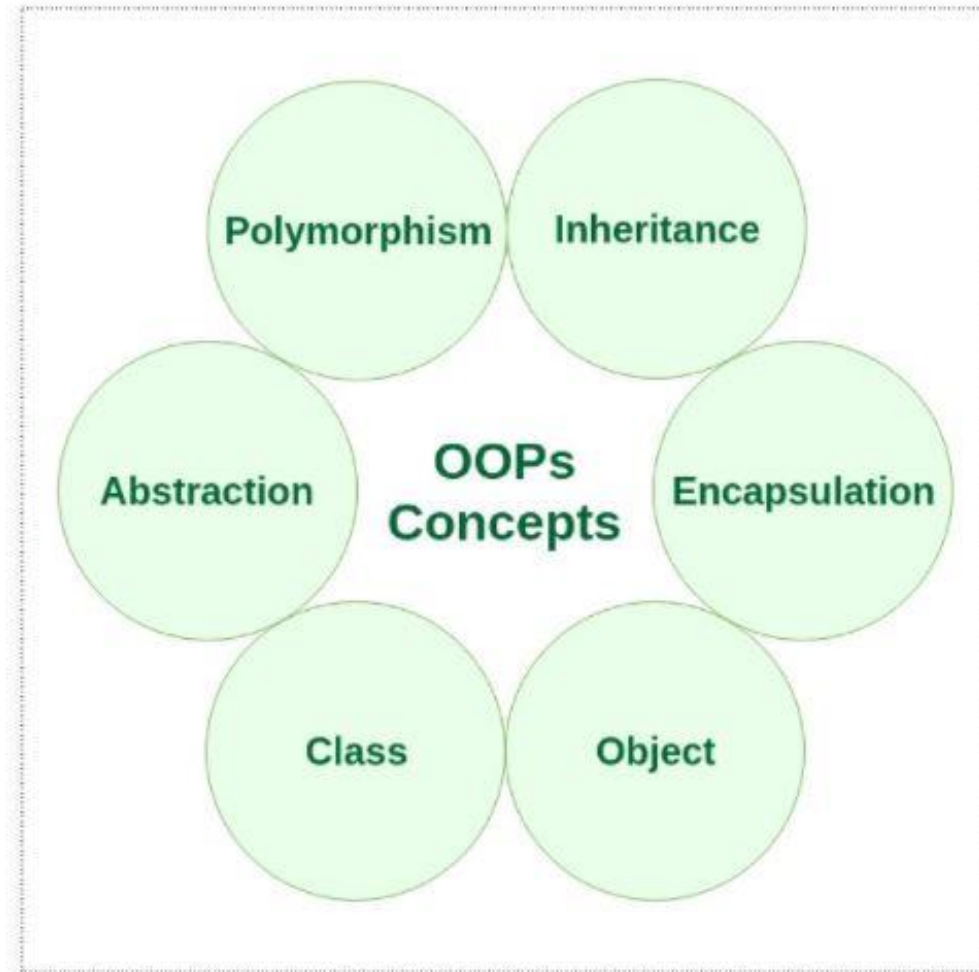 Polymorphism
Inheritance
Abstraction
OOPs
Concepts
Encapsulation
Class
Object